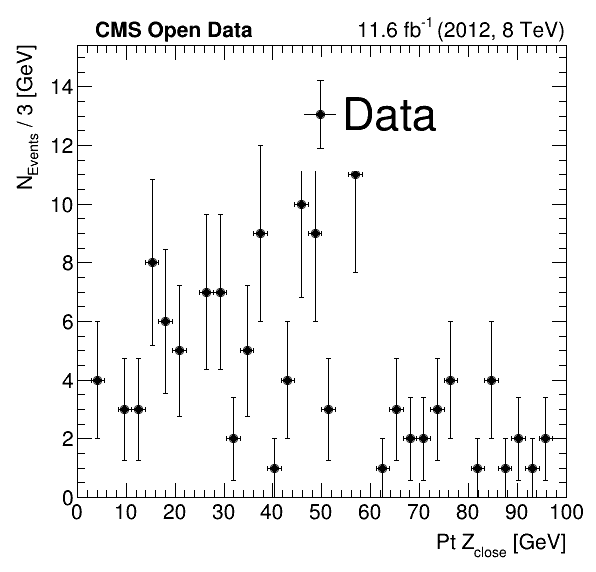 CMS Open Data
11.6 fb-1 (2012, 8 TeV)
NEvents / 3 [GeV]
14
12
10
8
6
4
2
0
Data
0 10 20 30 40 50 60 70 80 90 100
Pt Zclose [GeV]